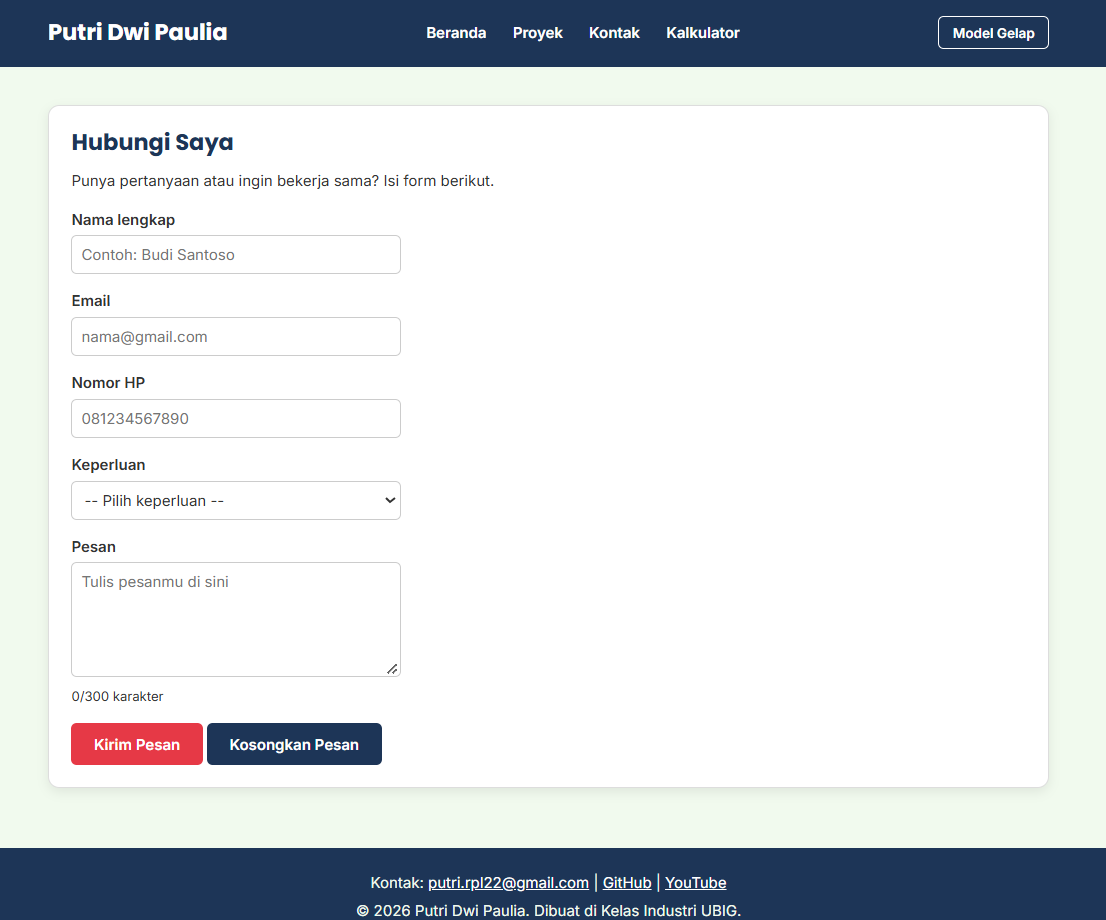 Putri Dwi Paulia
Beranda Proyek Kontak Kalkulator
Model Gelap
Hubungi Saya
Punya pertanyaan atau ingin bekerja sama? Isi form berikut.
Nama lengkap
Contoh: Budi Santoso
Email
nama@gmail.com
Nomor HP
081234567890
Keperluan
-- Pilih keperluan --
Pesan
Tulis pesanmu di sini
0/300 karakter
Kirim Pesan Kosongkan Pesan
Kontak: putri.rpl22@gmail.com | GitHub | YouTube
© 2026 Putri Dwi Paulia. Dibuat di Kelas Industri UBIG.